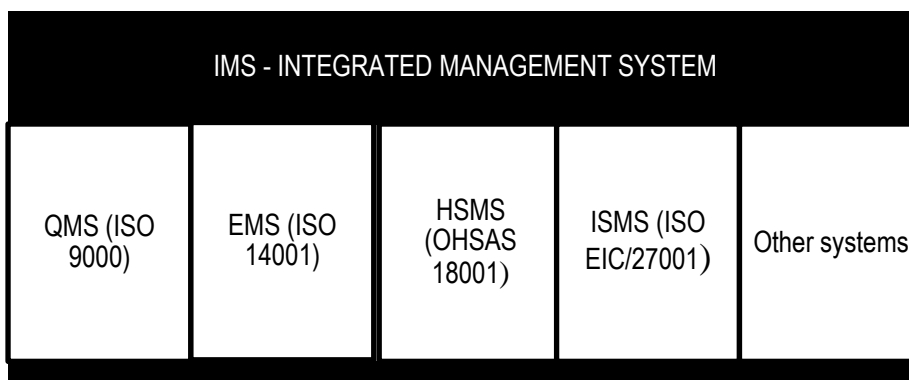 IMS - INTEGRATED MANAGEMENT SYSTEM
QMS (ISO
9000)
EMS (ISO
14001)
HSMS
(OHSAS
18001)
ISMS (ISO
EIC/27001)
Other systems